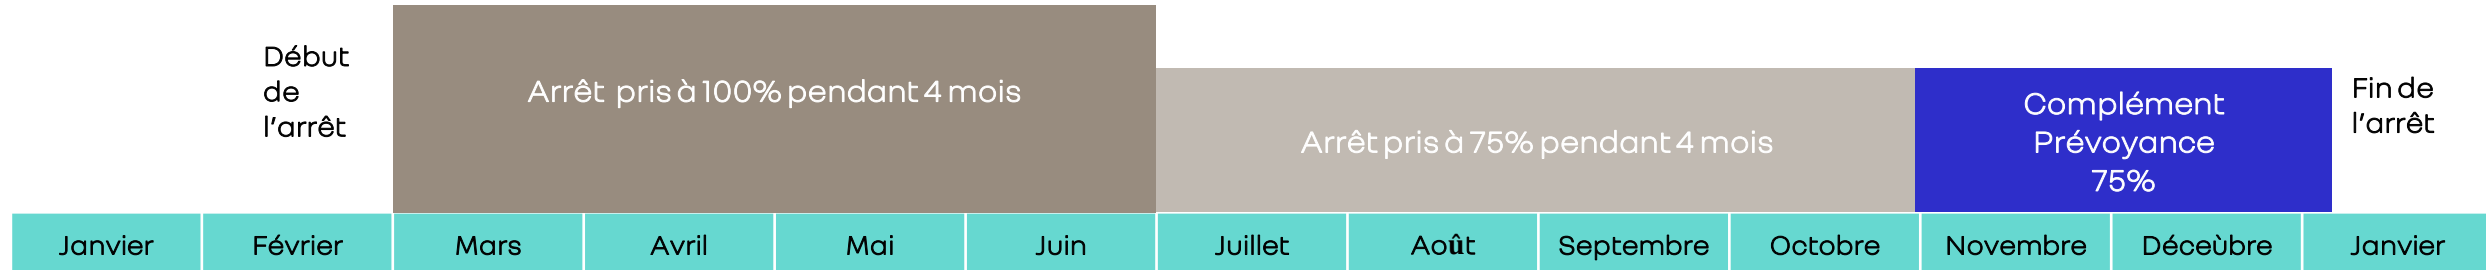 Début
de
l’arrêt
Arrêt pris à 100% pendant 4 mois
Arrêt pris à 75% pendant 4 mois
Complément
Prévoyance
75%
Fin de
l’arrêt
Janvier
Février
Mars
Avril
Mai
Juin
Juillet
Août
Septembre
Octobre
Novembre
Déceùbre
Janvier